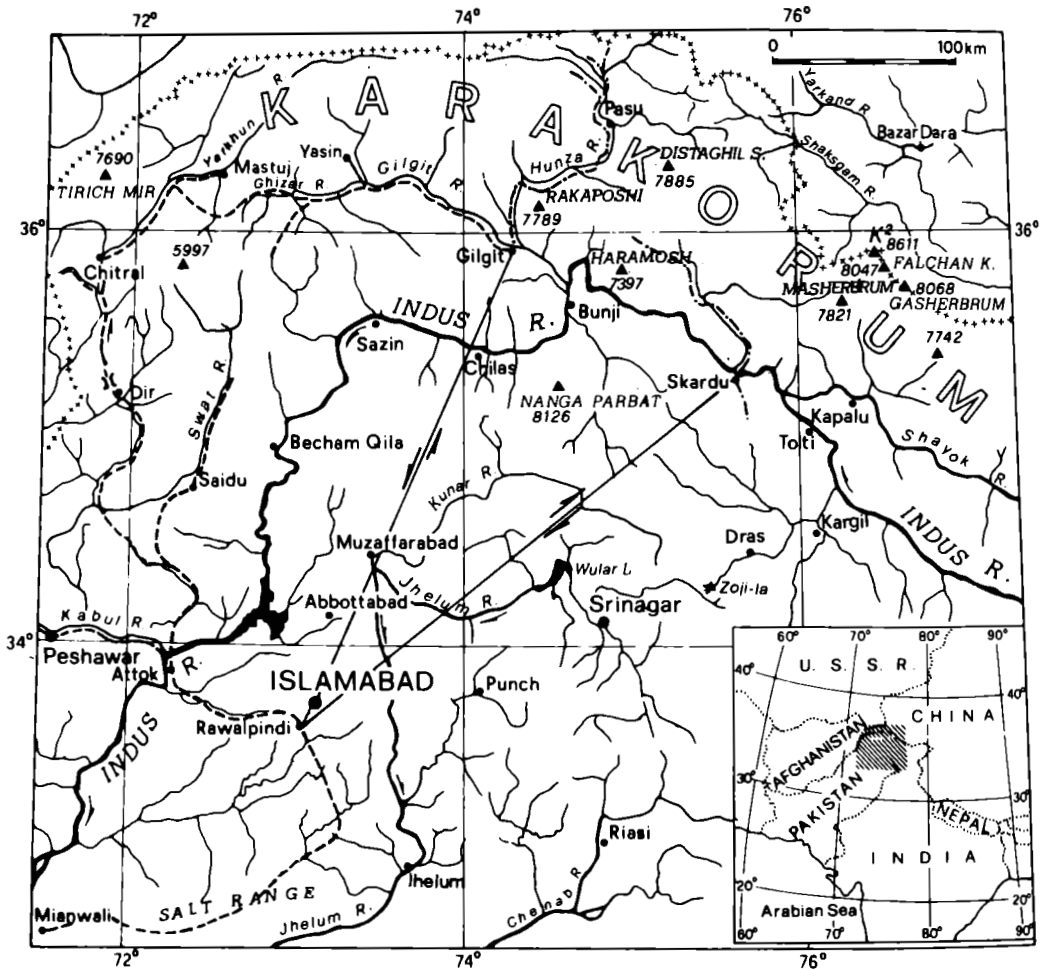 72°
74°
76°
0 100km
KARAKORUM
Yarkhun R.
Yarkand R.
Pasu
Bazar Dara
Yasin
Mastuj
Ghizar R
Gilgit R.
Hunza R.
DISTAGHIL S.
7885
Shaksgam R.
7690
TIRICH MIR
RAKAPOSHI
7789
36°
36°
K2
8611
5997
Gilgit
HARAMOSH
7397
8047
FALCHAN K.
Chitral
MASHERBRUM
7821
8068
GASHERBRUM
INDUS R.
Bunji
Sazin
7742
Chilas
Dir
Swat R.
NANGA PARBAT
8126
Skardu
Kapalu
Tolti
Becham Qila
Shayok R.
Saidu
Kunar R.
INDUS R.
Kargil
Dras
Muzaffarabad
Jhelum R.
Wular L.
Zoji-la
Abbottabad
Srinagar
Kabul R
34°
Peshawar
Attok
INDUS R.
ISLAMABAD
Punch
Rawalpindi
Riasi
Jhelum
SALT RANGE
Mianwali
Jhelum R.
Chenab R
72°
74°
76°
60° 70° 80° 90°
40°
40°
U. S. S. R.
CHINA
AFGHANISTAN
30°
30°
PAKISTAN
NEPAL
INDIA
20°
20°
Arabian Sea
60° 70° 80° 90°